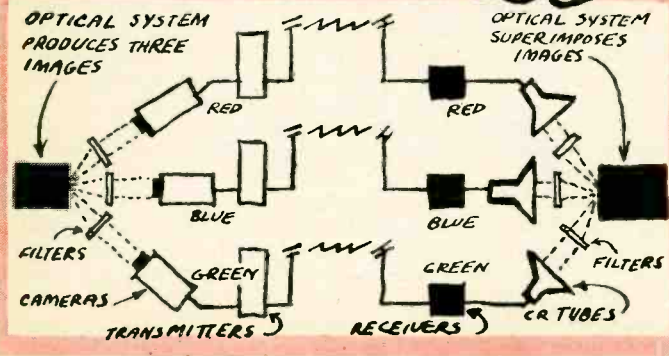 OPTICAL SYSTEM
PRODUCES THREE
IMAGES
OPTICAL SYSTEM
SUPERIMPOSES
IMAGES
RED
RED
BLUE
BLUE
FILTERS
GREEN
GREEN
FILTERS
CAMERAS
TRANSMITTERS
RECEIVERS
CR TUBES